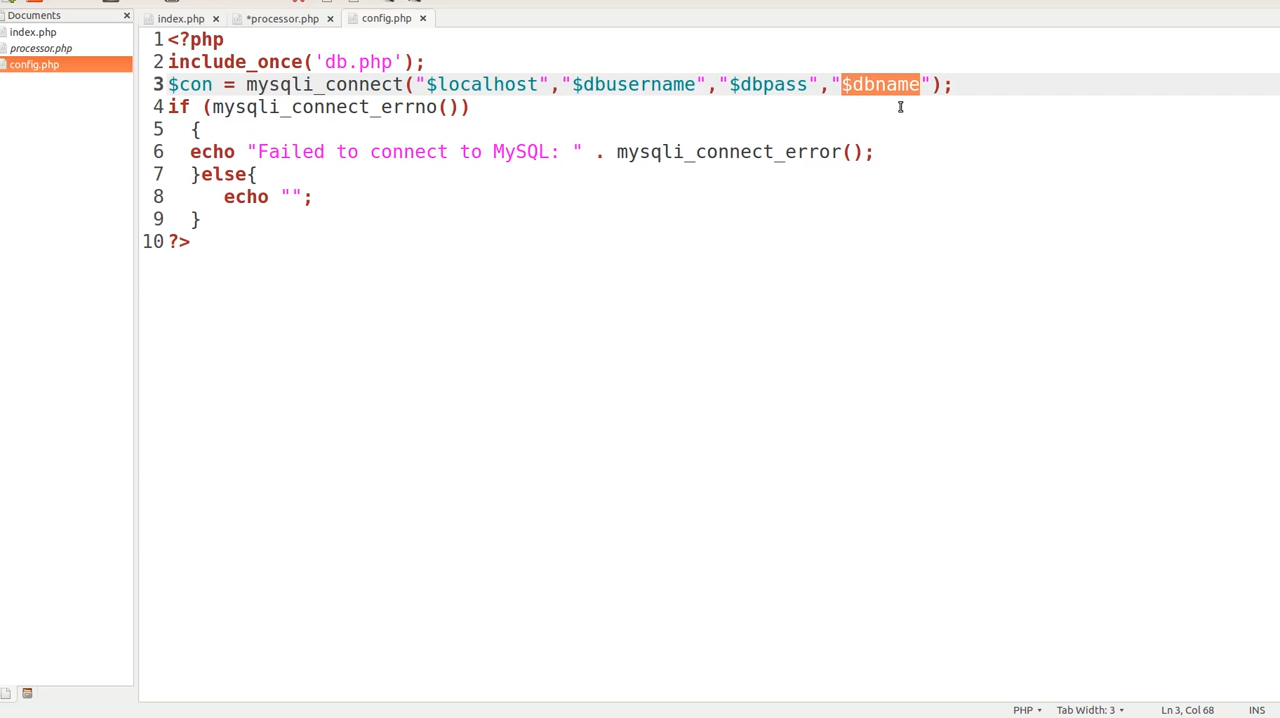 Documents ×
index.php
processor.php
config.php
index.php × *processor.php × config.php ×
1 <?php
2 include_once('db.php');
3 $con = mysqli_connect("$localhost","$dbusername","$dbpass","$dbname");
4 if (mysqli_connect_errno())
5   {
6   echo "Failed to connect to MySQL: " . mysqli_connect_error();
7   }else{
8      echo "";
9   }
10 ?>
PHP Tab Width: 3 Ln 3, Col 68 INS